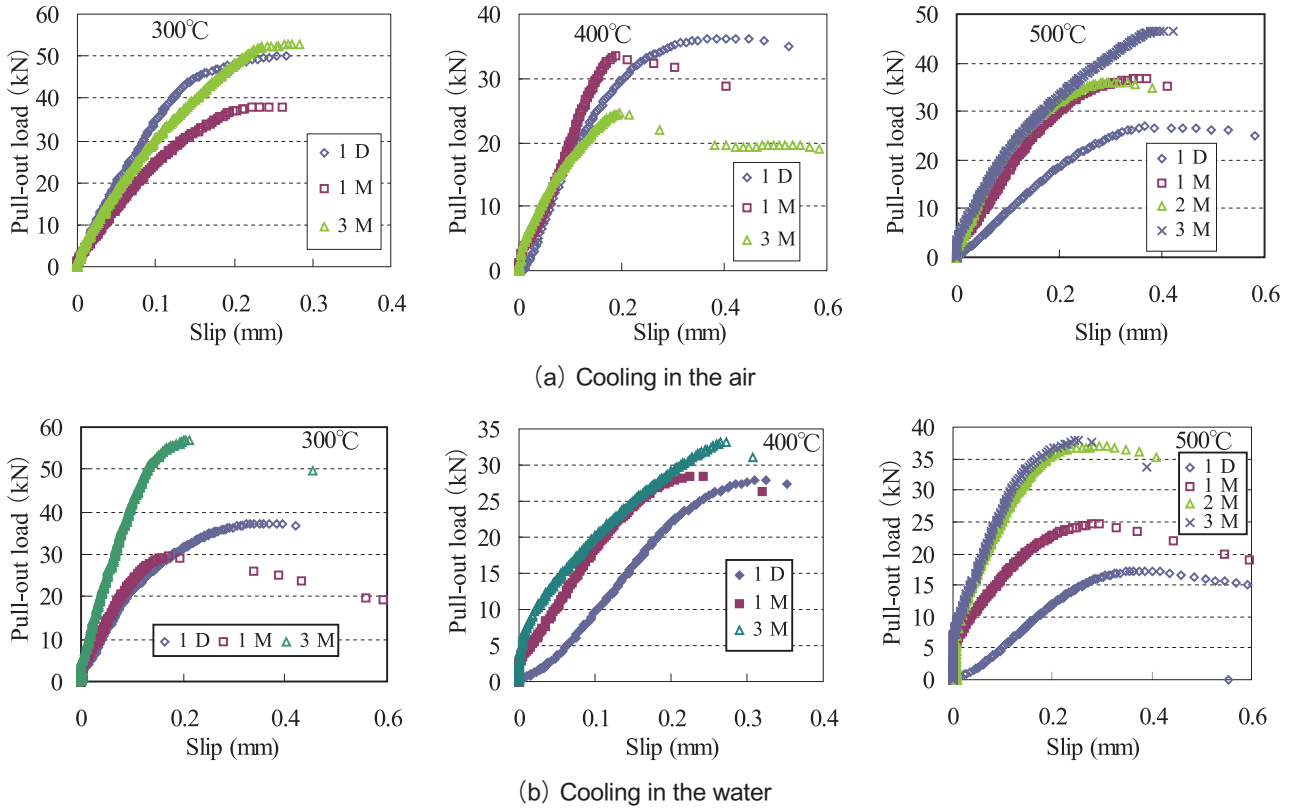 300℃
Pull-out load (kN)
60
50
40
30
20
10
0
1 D
1 M
3 M
0 0.1 0.2 0.3 0.4
Slip (mm)
400℃
Pull-out load (kN)
40
30
20
10
0
1 D
1 M
3 M
0 0.2 0.4 0.6
Slip (mm)
500℃
Pull-out load (kN)
50
40
30
20
10
0
1 D
1 M
2 M
3 M
0 0.2 0.4 0.6
Slip (mm)
(a) Cooling in the air
300℃
Pull-out load (kN)
60
50
40
30
20
10
0
1 D 1 M 3 M
0 0.2 0.4 0.6
Slip (mm)
400℃
Pull-out load (kN)
35
30
25
20
15
10
5
0
1 D
1 M
3 M
0 0.1 0.2 0.3 0.4
Slip (mm)
500℃
Pull-out load (kN)
40
35
30
25
20
15
10
5
0
1 D
1 M
2 M
3 M
0 0.2 0.4 0.6
Slip (mm)
(b) Cooling in the water